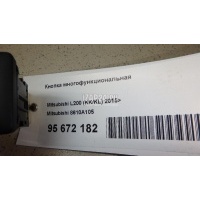 Кнопка многофункциональная
Mitsubishi L200 (KK/KL) 2015>
Mitsubishi 8610A105
95 672 182